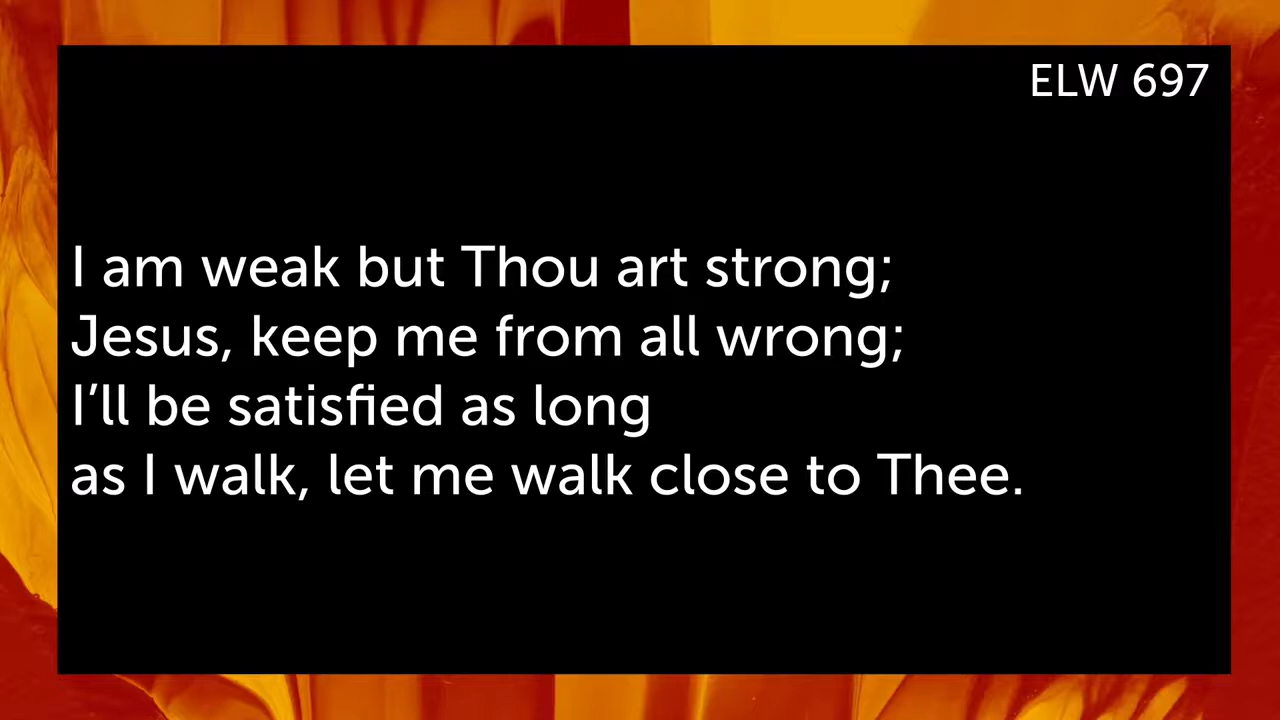 ELW 697
I am weak but Thou art strong;
Jesus, keep me from all wrong;
I’ll be satisfied as long
as I walk, let me walk close to Thee.